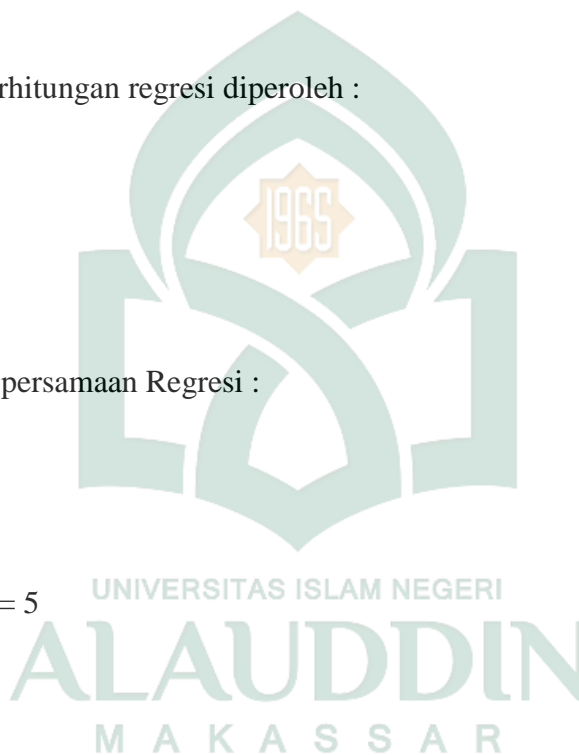 rhitungan regresi diperoleh :
1965
persamaan Regresi :
= 5
UNIVERSITAS ISLAM NEGERI
ALAUDDIN
M A K A S S A R